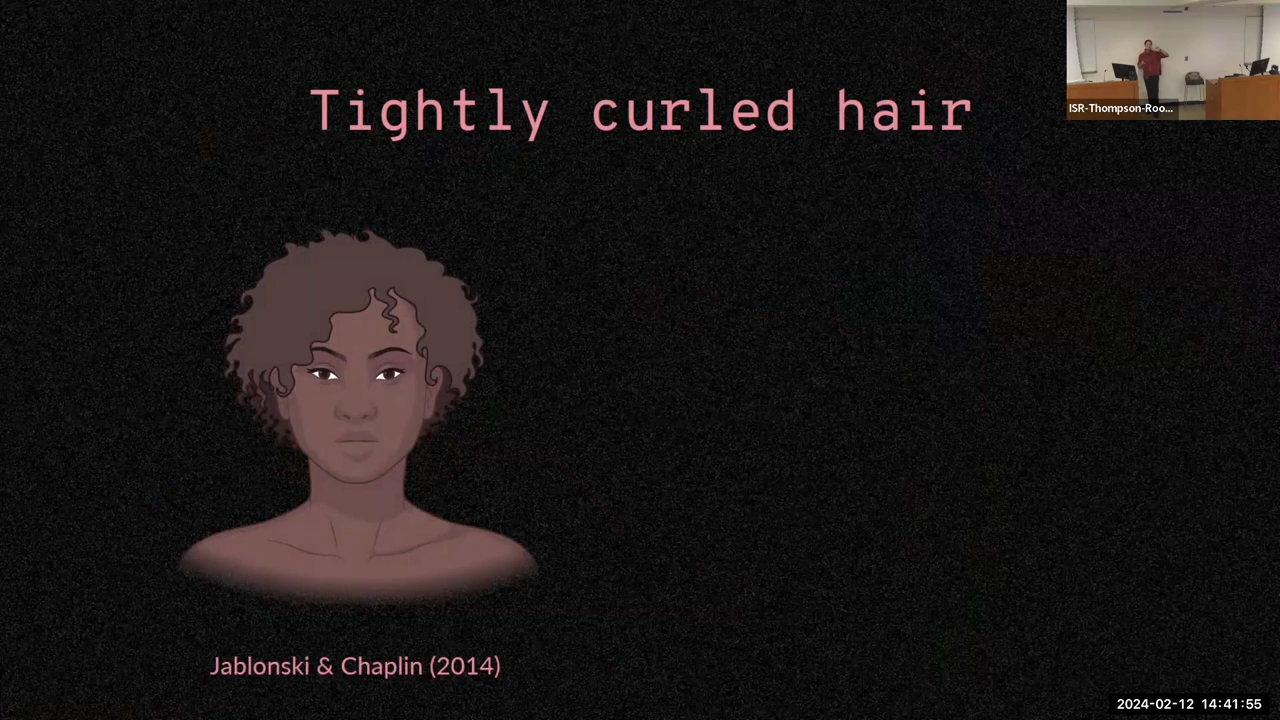 Tightly curled hair
ISR-Thompson-Roo...
Jablonski & Chaplin (2014)
2024-02-12 14:41:55